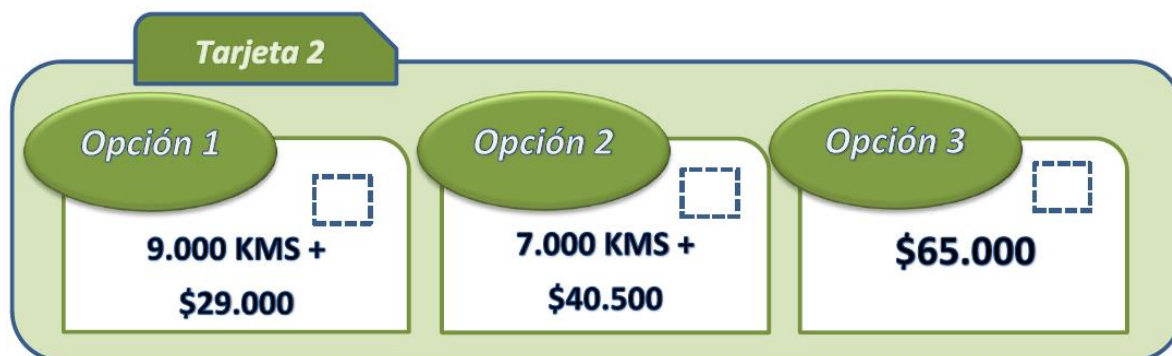 Tarjeta 2
Opción 1
9.000 KMS +
$29.000
Opción 2
7.000 KMS +
$40.500
Opción 3
$65.000